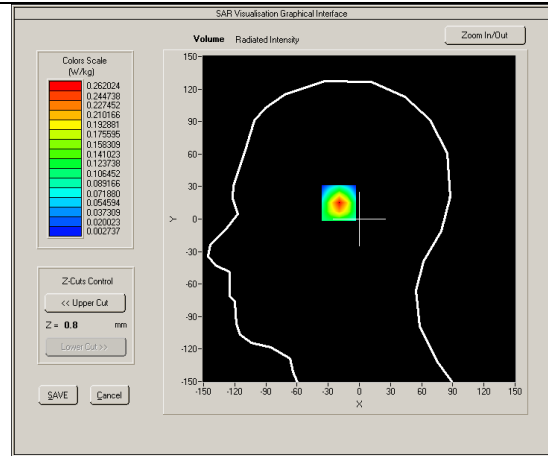 SAR Visualisation Graphical Interface
Volume Radiated Intensity
Zoom In/Out
Colors Scale
(W/kg)
0.262024
0.244738
0.227452
0.210166
0.192881
0.175595
0.158309
0.141023
0.123738
0.106452
0.089166
0.071880
0.054594
0.037309
0.020023
0.002737
Z-Cuts Control
<< Upper Cut
Z = 0.8 mm
Lower Cut >>
SAVE Cancel
150
120
90
60
30
Y 0
-30
-60
-90
-120
-150
-150 -120 -90 -60 -30 0 30 60 90 120 150
X